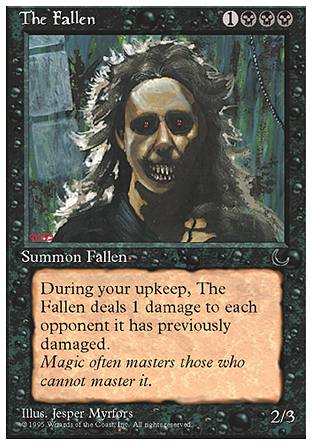 The Fallen 1
Summon Fallen
During your upkeep, The
Fallen deals 1 damage to each
opponent it has previously
damaged.
Magic often masters those who
cannot master it.
Illus. Jesper Myrfors
© 1995 Wizards of the Coast, Inc. All rights reserved. 2/3